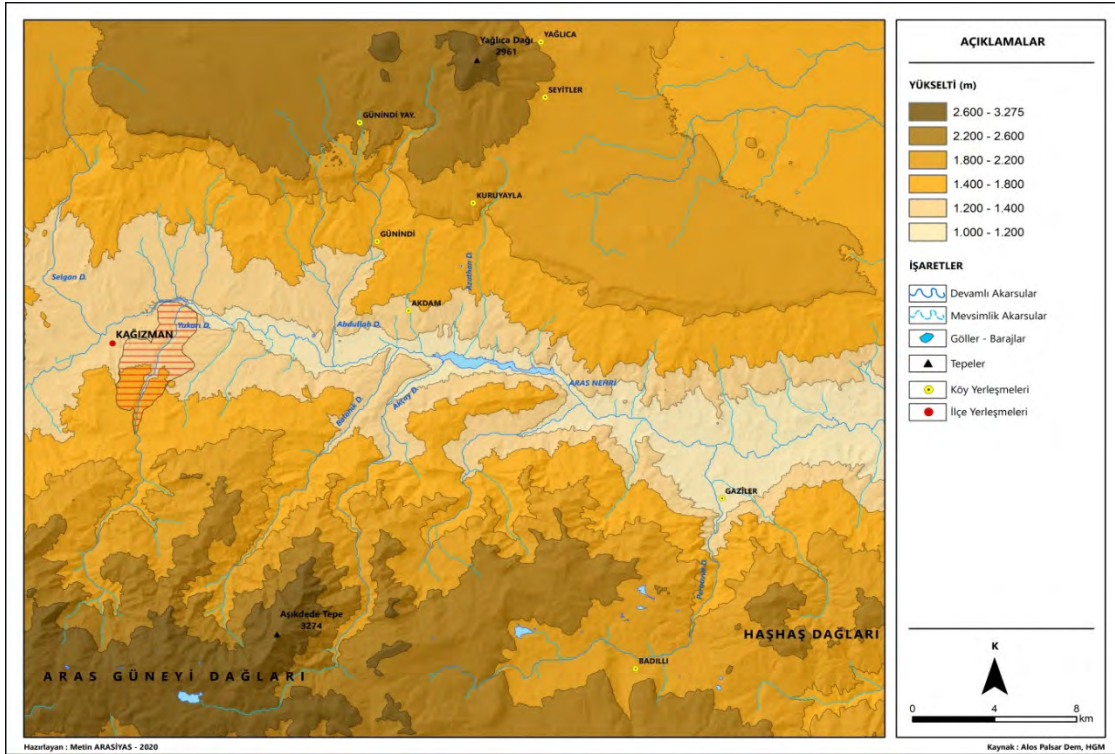 Yağlıca Dağı
2961
YAĞLICA
SEYİTLER
GÜNİNDİ YAY.
KURUYAYLA
GÜNİNDİ
Selgan D.
AKDAM
Yukarı D.
KAĞIZMAN
Abdullah D.
ARAS NEHRİ
Akçay D.
GAZİLER
Aşıkdede Tepe
3274
HAŞHAŞ DAĞLARI
BADILLI
ARAS GÜNEYİ DAĞLARI
AÇIKLAMALAR
YÜKSELTİ (m)
2.600 - 3.275
2.200 - 2.600
1.800 - 2.200
1.400 - 1.800
1.200 - 1.400
1.000 - 1.200
İŞARETLER
Devamlı Akarsular
Mevsimlik Akarsular
Göller - Barajlar
Tepeler
Köy Yerleşmeleri
İlçe Yerleşmeleri
K
0 4 8
km
Hazırlayan : Metin ARASİYAS - 2020
Kaynak : Alos Palsar Dem, HGM